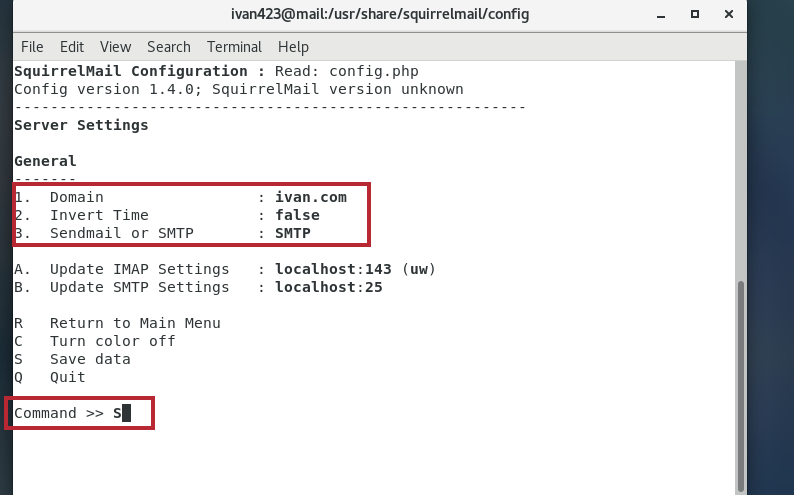 ivan423@mail:/usr/share/squirrelmail/config
File Edit View Search Terminal Help
SquirrelMail Configuration : Read: config.php
Config version 1.4.0; SquirrelMail version unknown
---------------------------------------------------------
Server Settings
General
-------
1.  Domain                 : ivan.com
2.  Invert Time            : false
3.  Sendmail or SMTP       : SMTP
A.  Update IMAP Settings   : localhost:143 (uw)
B.  Update SMTP Settings   : localhost:25
R   Return to Main Menu
C   Turn color off
S   Save data
Q   Quit
Command >> S